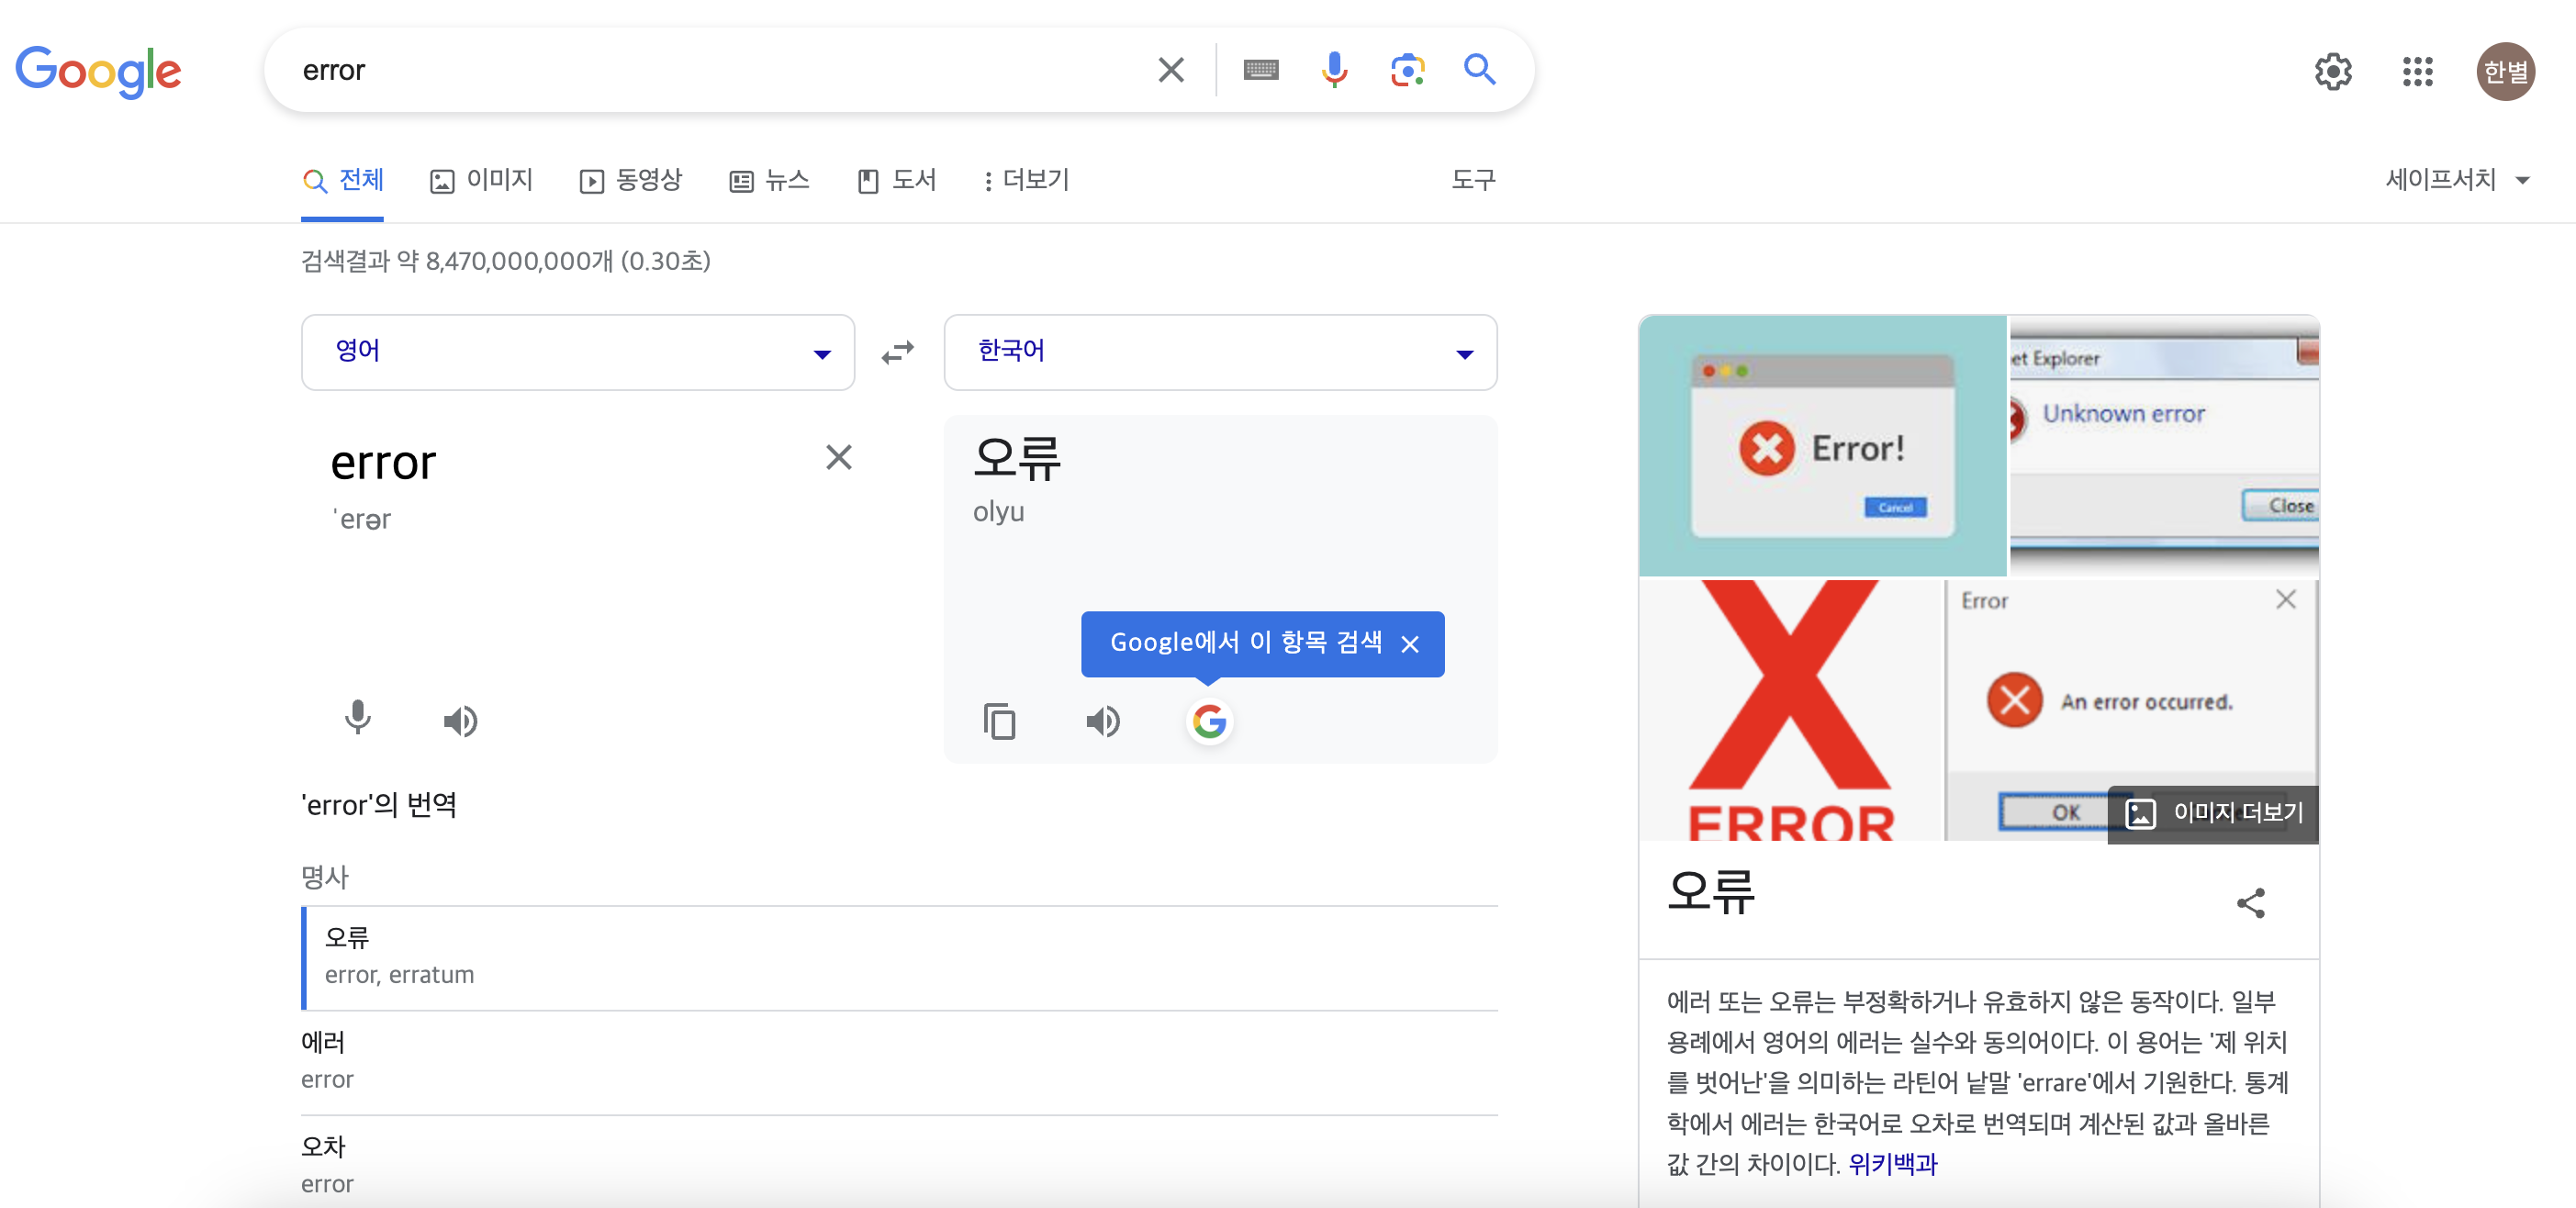 Google
error
한별
전체 이미지 동영상 뉴스 도서 더보기 도구 세이프서치
검색결과 약 8,470,000,000개 (0.30초)
영어
한국어
error
ˈerər
오류
olyu
Google에서 이 항목 검색
'error'의 번역
명사
오류
error, erratum
에러
error
오차
error
Error!
Cancel
et Explorer
Unknown error
Close
X
ERROR
Error
An error occurred.
OK
이미지 더보기
오류
에러 또는 오류는 부정확하거나 유효하지 않은 동작이다. 일부
용례에서 영어의 에러는 실수와 동의어이다. 이 용어는 '제 위치
를 벗어난'을 의미하는 라틴어 낱말 'errare'에서 기원한다. 통계
학에서 에러는 한국어로 오차로 번역되며 계산된 값과 올바른
값 간의 차이이다. 위키백과